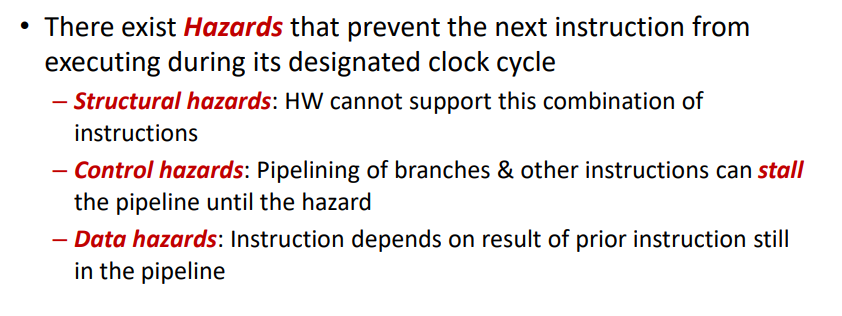 • There exist Hazards that prevent the next instruction from
executing during its designated clock cycle
– Structural hazards: HW cannot support this combination of
instructions
– Control hazards: Pipelining of branches & other instructions can stall
the pipeline until the hazard
– Data hazards: Instruction depends on result of prior instruction still
in the pipeline